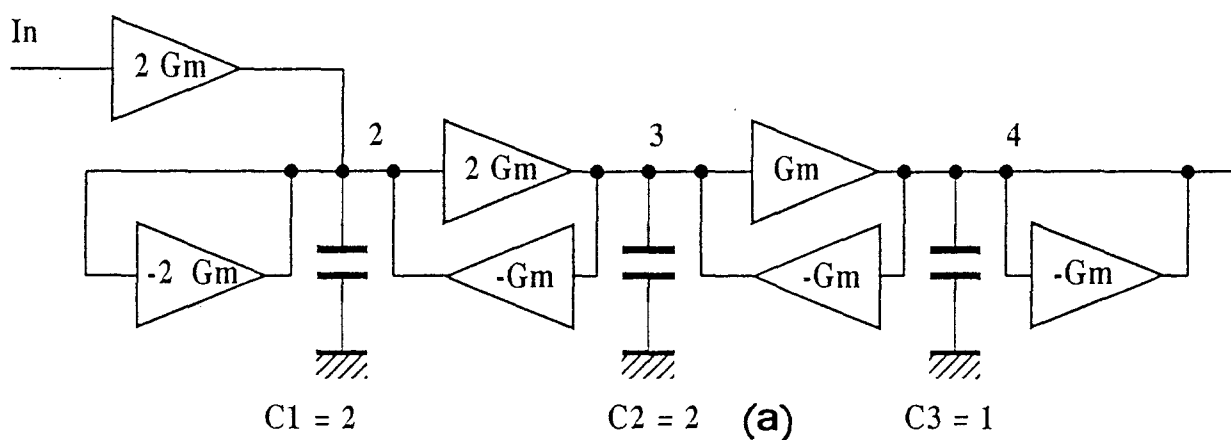 In
2 Gm
2
3
4
2 Gm
Gm
-2 Gm
-Gm
-Gm
-Gm
C1 = 2
C2 = 2
(a)
C3 = 1